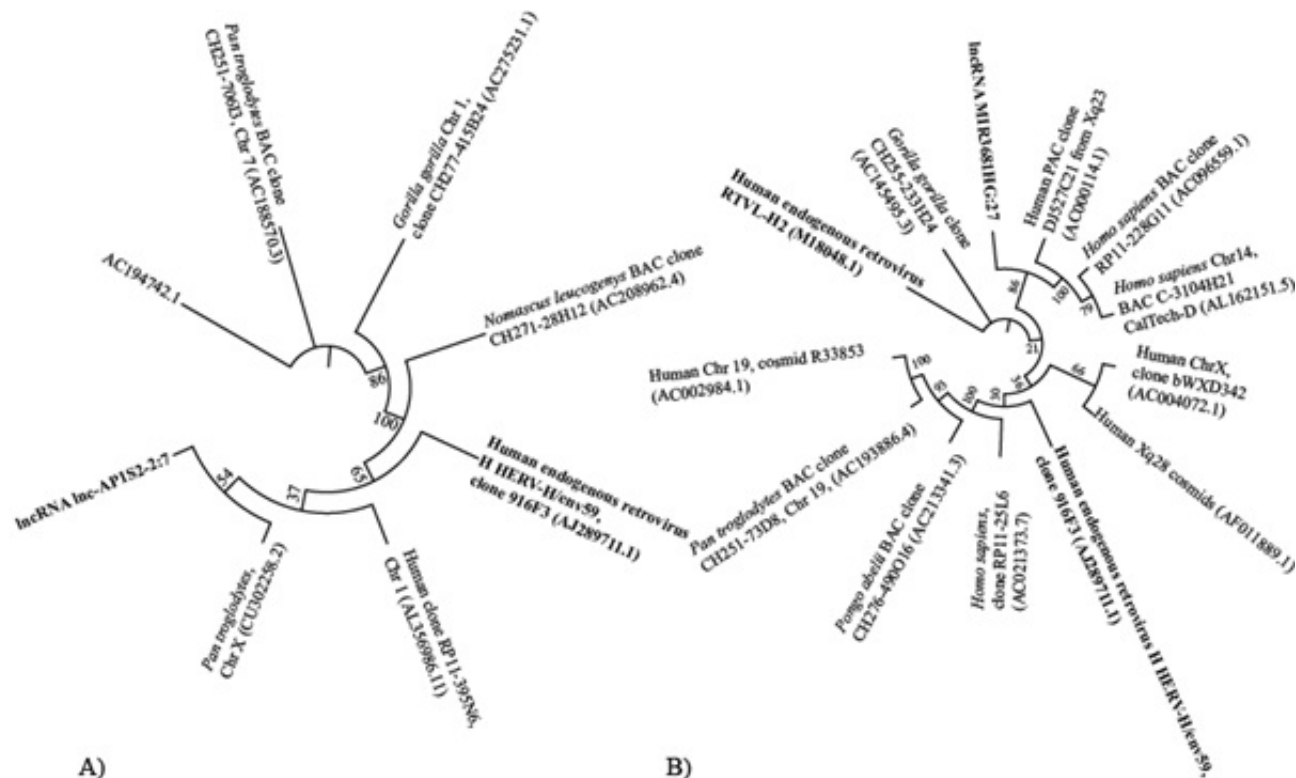 Pan troglodytes BAC clone
CH251-706I3, Chr 7 (AC188570.3)
Gorilla gorilla Chr 1,
clone CH277-415B24 (AC275231.1)
AC194742.1
Nomascus leucogenys BAC clone
CH271-28H12 (AC208962.4)
86
100
65
37
54
lncRNA lnc-AP1S2-2:7
Human endogenous retrovirus
H HERV-H/env59,
clone 916F3 (AJ289711.1)
Pan troglodytes,
Chr X (CU302258.2)
Human clone RP11-395N6,
Chr 1 (AL356986.11)
A)
lncRNA MIR3681HG:27
Human PAC clone
DJ527C21 from Xq23
(AC000114.1)
Homo sapiens BAC clone
RP11-228G11 (AC096559.1)
Gorilla gorilla clone
CH255-233H24
(AC145495.3)
Human endogenous retrovirus
RTVL-H2 (M18048.1)
Homo sapiens Chr14,
BAC C-3104H21
CalTech-D (AL162151.5)
86
100
79
21
56
66
30
100
100
Human Chr 19, cosmid R33853
(AC002984.1)
Human ChrX,
clone bWXD342
(AC004072.1)
Human Xq28 cosmids (AF011889.1)
Pan troglodytes BAC clone
CH251-73D8, Chr 19, (AC193886.4)
Pongo abelii BAC clone
CH276-490O16 (AC213341.3)
Homo sapiens,
clone RP11-25L6
(AC021373.7)
Human endogenous retrovirus H HERV-H/env59,
clone 916F3 (AJ289711.1)
B)